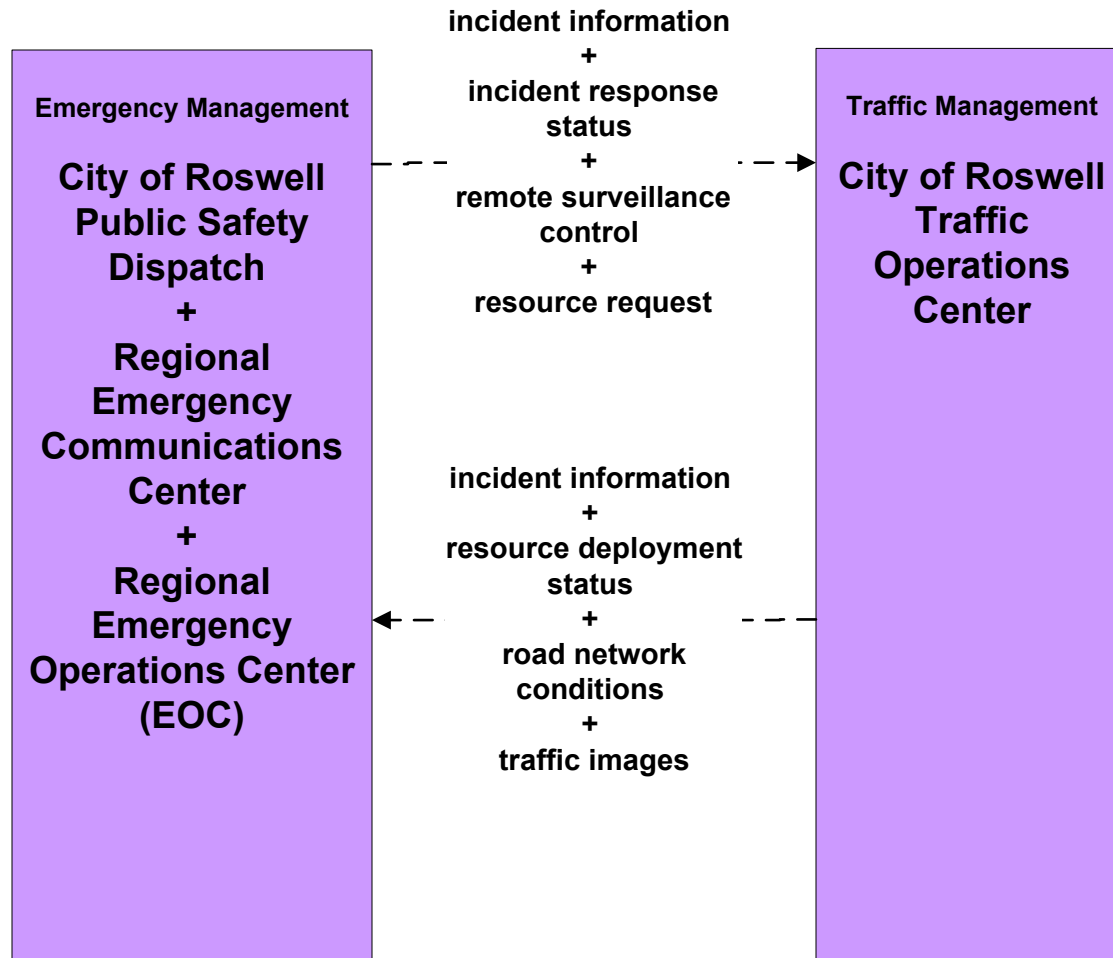 Emergency Management
City of Roswell
Public Safety
Dispatch
+
Regional
Emergency
Communications
Center
+
Regional
Emergency
Operations Center
(EOC)
incident information
+
incident response
status
+
remote surveillance
control
+
resource request
incident information
+
resource deployment
status
+
road network
conditions
+
traffic images
Traffic Management
City of Roswell
Traffic
Operations
Center